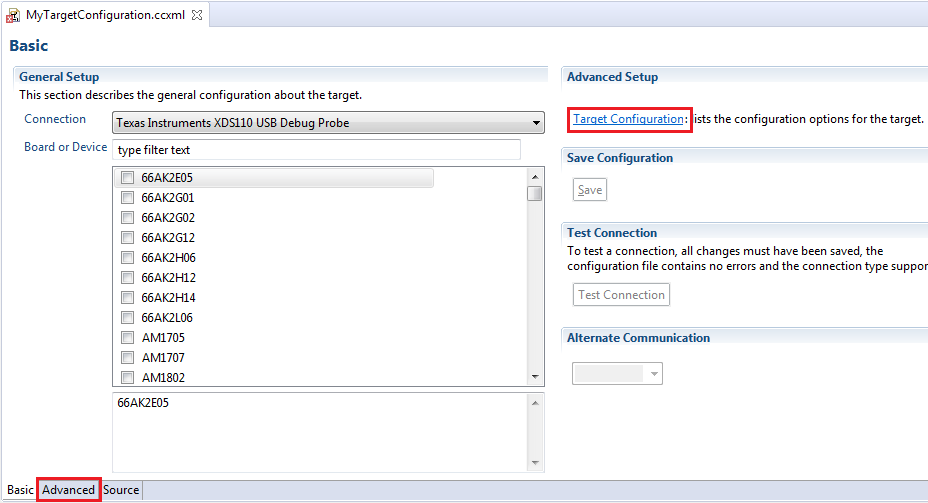 MyTargetConfiguration.ccxml
Basic
General Setup
This section describes the general configuration about the target.
Connection
Texas Instruments XDS110 USB Debug Probe
Board or Device
type filter text
66AK2E05
66AK2G01
66AK2G02
66AK2G12
66AK2H06
66AK2H12
66AK2H14
66AK2L06
AM1705
AM1707
AM1802
66AK2E05
Advanced Setup
Target Configuration: lists the configuration options for the target.
Save Configuration
Save
Test Connection
To test a connection, all changes must have been saved, the
configuration file contains no errors and the connection type suppor
Test Connection
Alternate Communication
Basic Advanced Source